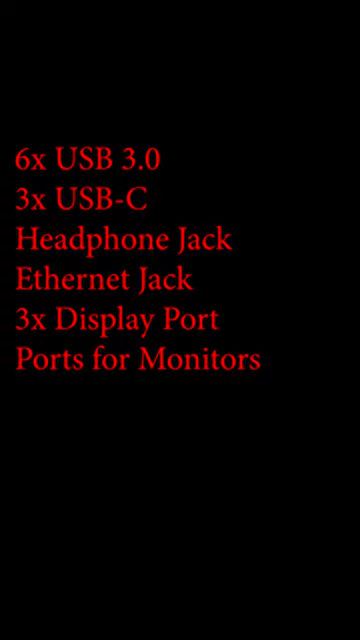 6x USB 3.0
3x USB-C
Headphone Jack
Ethernet Jack
3x Display Port
Ports for Monitors